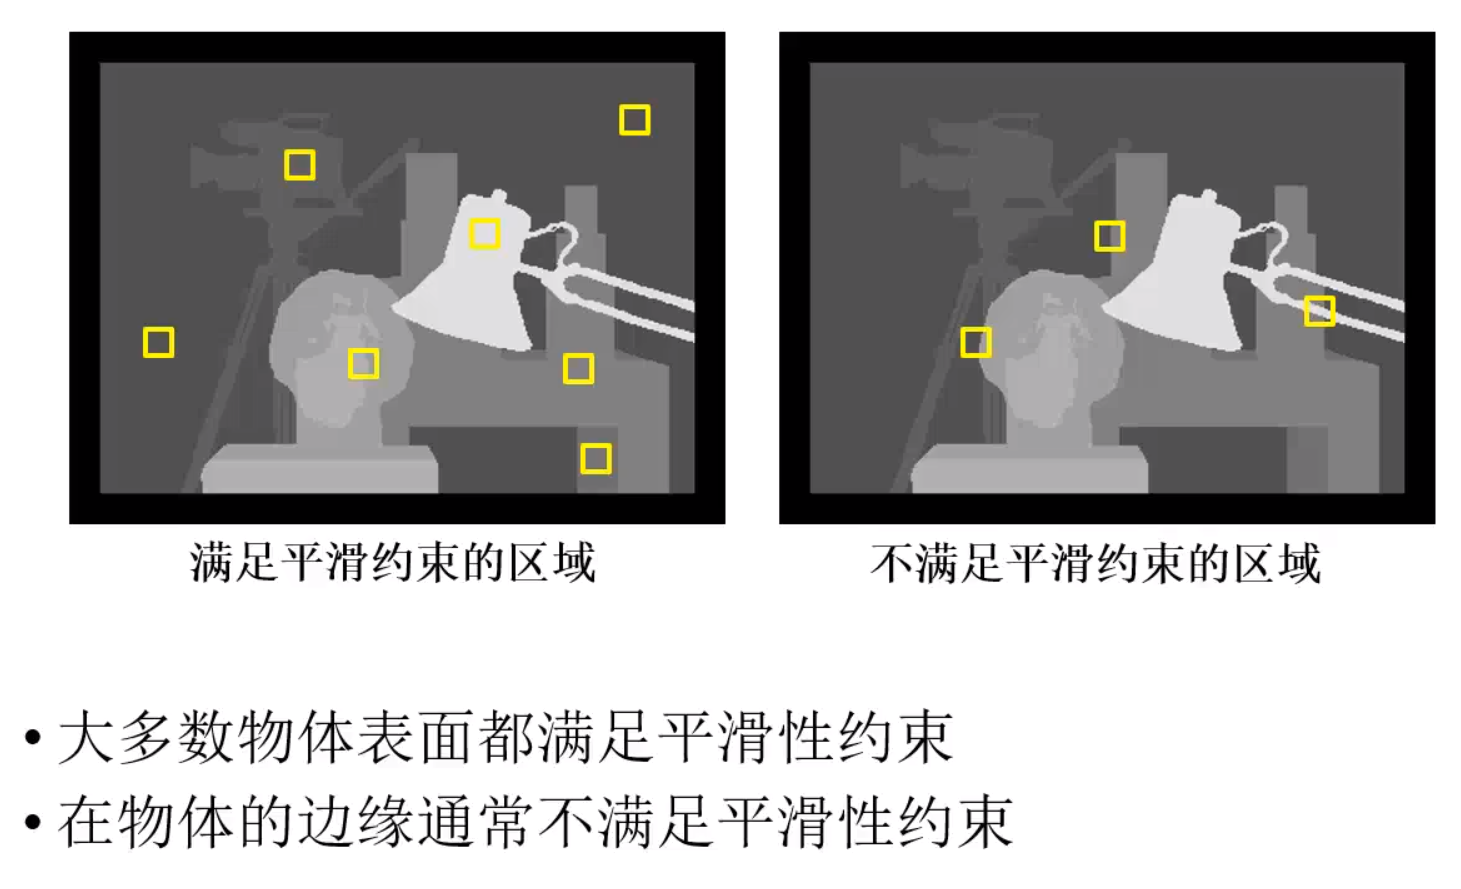 满足平滑约束的区域
不满足平滑约束的区域
• 大多数物体表面都满足平滑性约束
• 在物体的边缘通常不满足平滑性约束